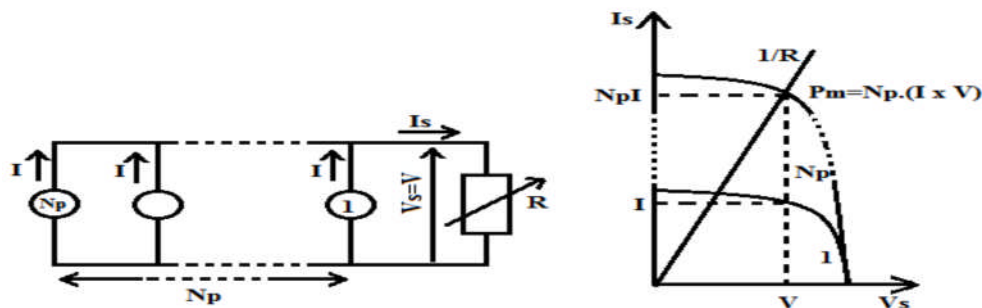 I
I
I
Is
Np
1
Vs=V
R
Np
Is
1/R
NpI
Pm=Np.(I x V)
Np
I
1
V
Vs